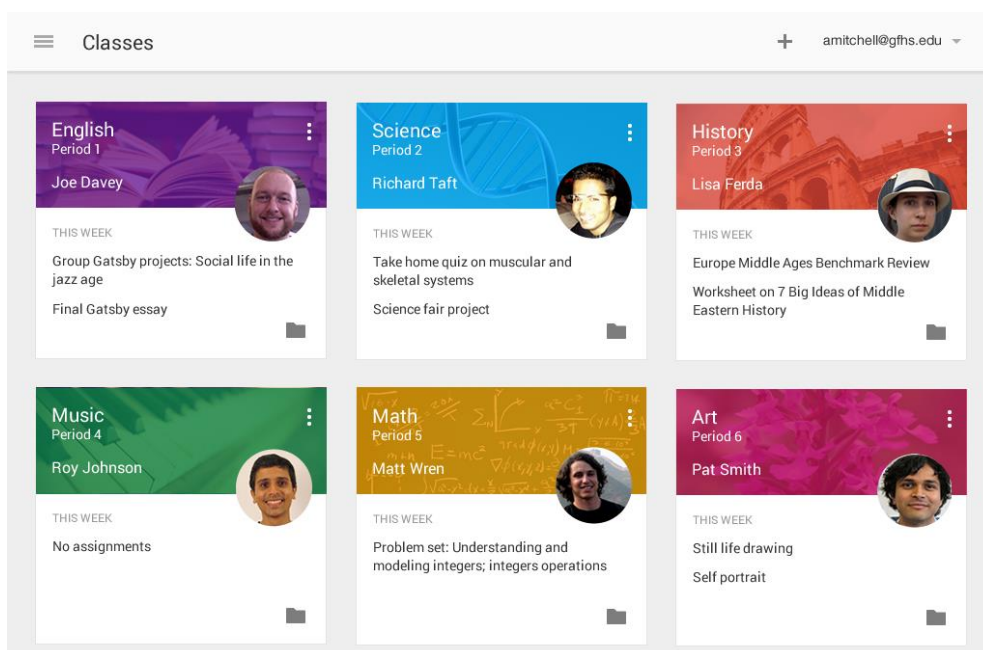 Classes
+ amitchell@gfhs.edu
English
Period 1
Joe Davey
THIS WEEK
Group Gatsby projects: Social life in the
jazz age
Final Gatsby essay
Science
Period 2
Richard Taft
THIS WEEK
Take home quiz on muscular and
skeletal systems
Science fair project
History
Period 3
Lisa Ferda
THIS WEEK
Europe Middle Ages Benchmark Review
Worksheet on 7 Big Ideas of Middle
Eastern History
Music
Period 4
Roy Johnson
THIS WEEK
No assignments
Math
Period 5
Matt Wren
E=mc²
THIS WEEK
Problem set: Understanding and
modeling integers; integers operations
Art
Period 6
Pat Smith
THIS WEEK
Still life drawing
Self portrait